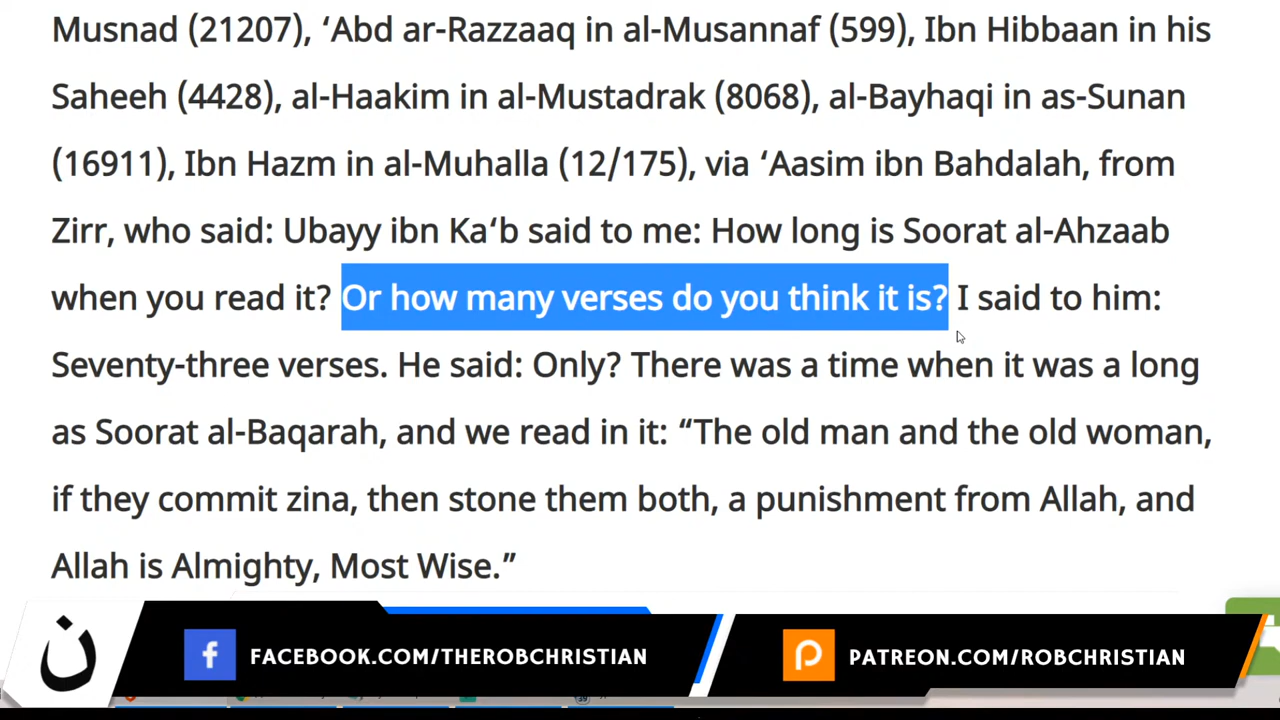 Musnad (21207), ‘Abd ar-Razzaaq in al-Musannaf (599), Ibn Hibbaan in his
Saheeh (4428), al-Haakim in al-Mustadrak (8068), al-Bayhaqi in as-Sunan
(16911), Ibn Hazm in al-Muhalla (12/175), via ‘Aasim ibn Bahdalah, from
Zirr, who said: Ubayy ibn Ka‘b said to me: How long is Soorat al-Ahzaab
when you read it? Or how many verses do you think it is? I said to him:
Seventy-three verses. He said: Only? There was a time when it was a long
as Soorat al-Baqarah, and we read in it: “The old man and the old woman,
if they commit zina, then stone them both, a punishment from Allah, and
Allah is Almighty, Most Wise.”
ن
f FACEBOOK.COM/THEROBCHRISTIAN
PATREON.COM/ROBCHRISTIAN